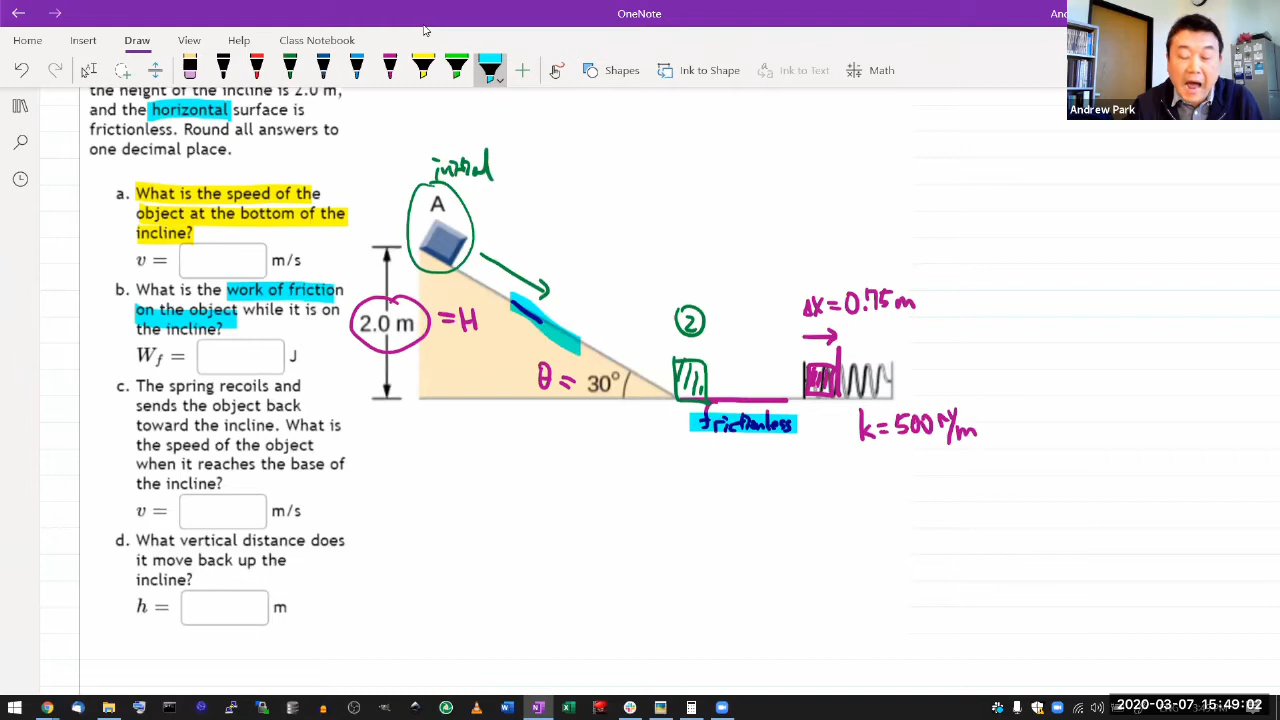 OneNote
An
Home Insert Draw View Help Class Notebook
Shapes Ink to Shape Ink to Text Math
Andrew Park
the height of the incline is 2.0 m,
and the horizontal surface is
frictionless. Round all answers to
one decimal place.
a. What is the speed of the
object at the bottom of the
incline?
v = m/s
b. What is the work of friction
on the object while it is on
the incline?
W_f = J
c. The spring recoils and
sends the object back
toward the incline. What is
the speed of the object
when it reaches the base of
the incline?
v = m/s
d. What vertical distance does
it move back up the
incline?
h = m
initial
A
2.0 m = H
θ = 30°
2
frictionless
Δx = 0.75 m
k = 500 N/m
2020-03-07 15:49:02